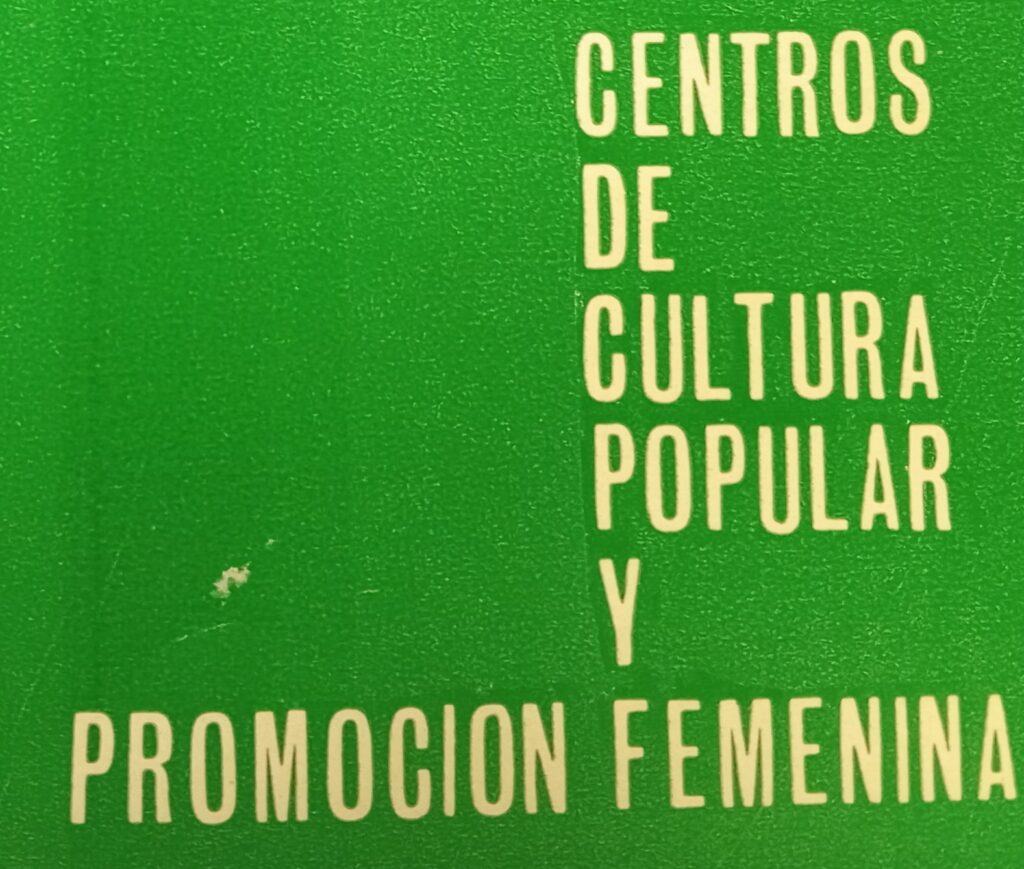 CENTROS
DE
CULTURA
POPULAR
Y
PROMOCION FEMENINA